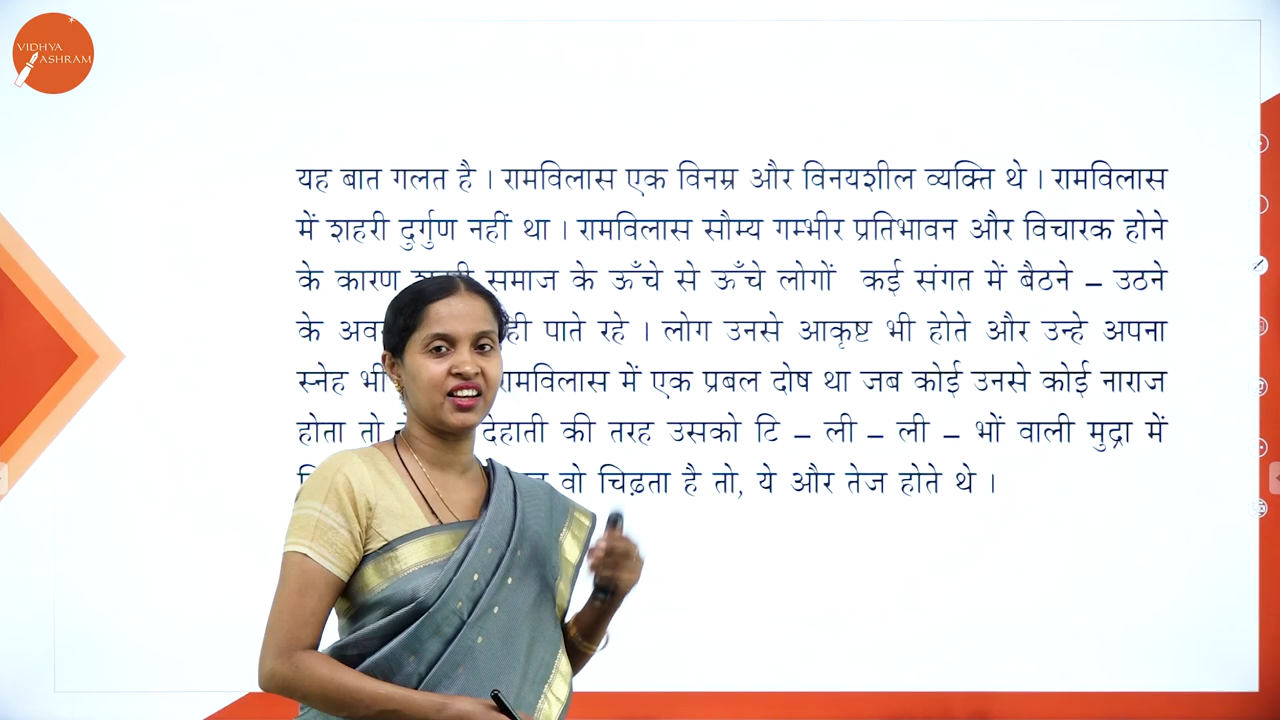 VIDHYA
ASHRAM
यह बात गलत है । रामविलास एक विनम्र और विनयशील व्यक्ति थे । रामविलास
में शहरी दुर्गुण नहीं था । रामविलास सौम्य गम्भीर प्रतिभावन और विचारक होने
के कारण समाज के ऊँचे से ऊँचे लोगों कई संगत में बैठने – उठने
के ही पाते रहे । लोग उनसे आकृष्ट भी होते और उन्हे अपना
स्नेह भी रामविलास में एक प्रबल दोष था जब कोई उनसे कोई नाराज
होता तो देहाती की तरह उसको टि – ली – ली – भों वाली मुद्रा में
वो चिढ़ता है तो, ये और तेज होते थे ।